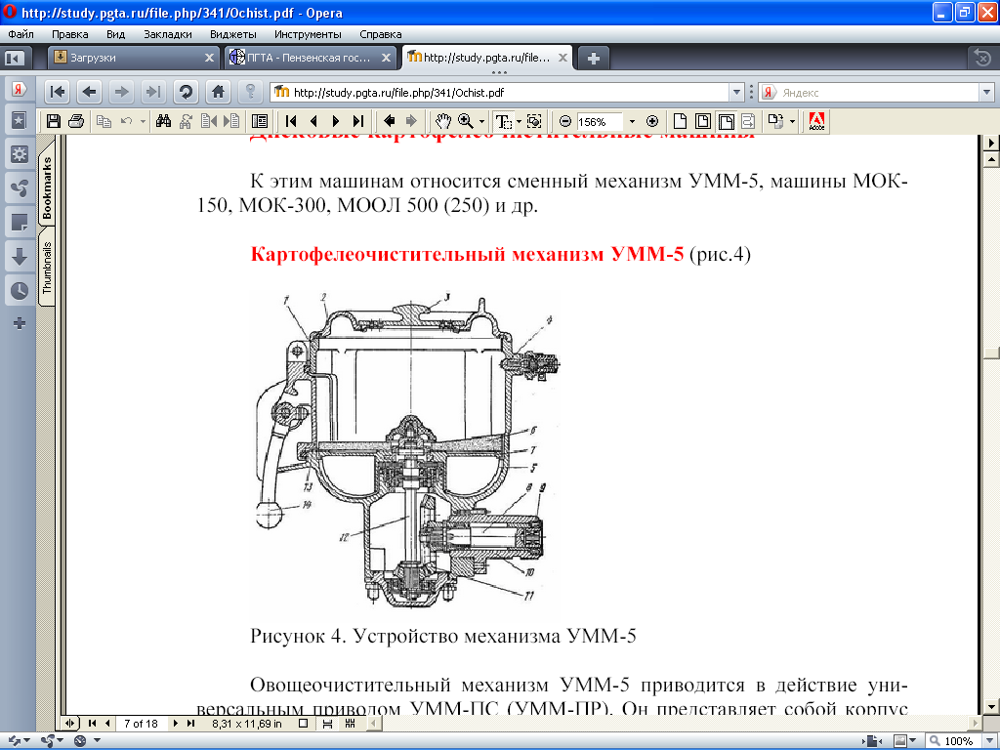 http://study.pgta.ru/file.php/341/Ochist.pdf - Opera
Файл Правка Вид Закладки Виджеты Инструменты Справка
Загрузки ПГТА - Пензенская гос... http://study.pgta.ru/file...
http://study.pgta.ru/file.php/341/Ochist.pdf Яндекс
156%
Adobe
Bookmarks
Thumbnails
Дисковые картофелеочистительные машины
К этим машинам относится сменный механизм УММ-5, машины МОК-
150, МОК-300, МООЛ 500 (250) и др.
Картофелеочистительный механизм УММ-5 (рис.4)
1 2 3 4
6
7
5
13 8 9
14
12
10
11
Рисунок 4. Устройство механизма УММ-5
Овощеочистительный механизм УММ-5 приводится в действие уни-
версальным приводом УММ-ПС (УММ-ПР). Он представляет собой корпус
7 of 18 8,31 x 11,69 in
100%